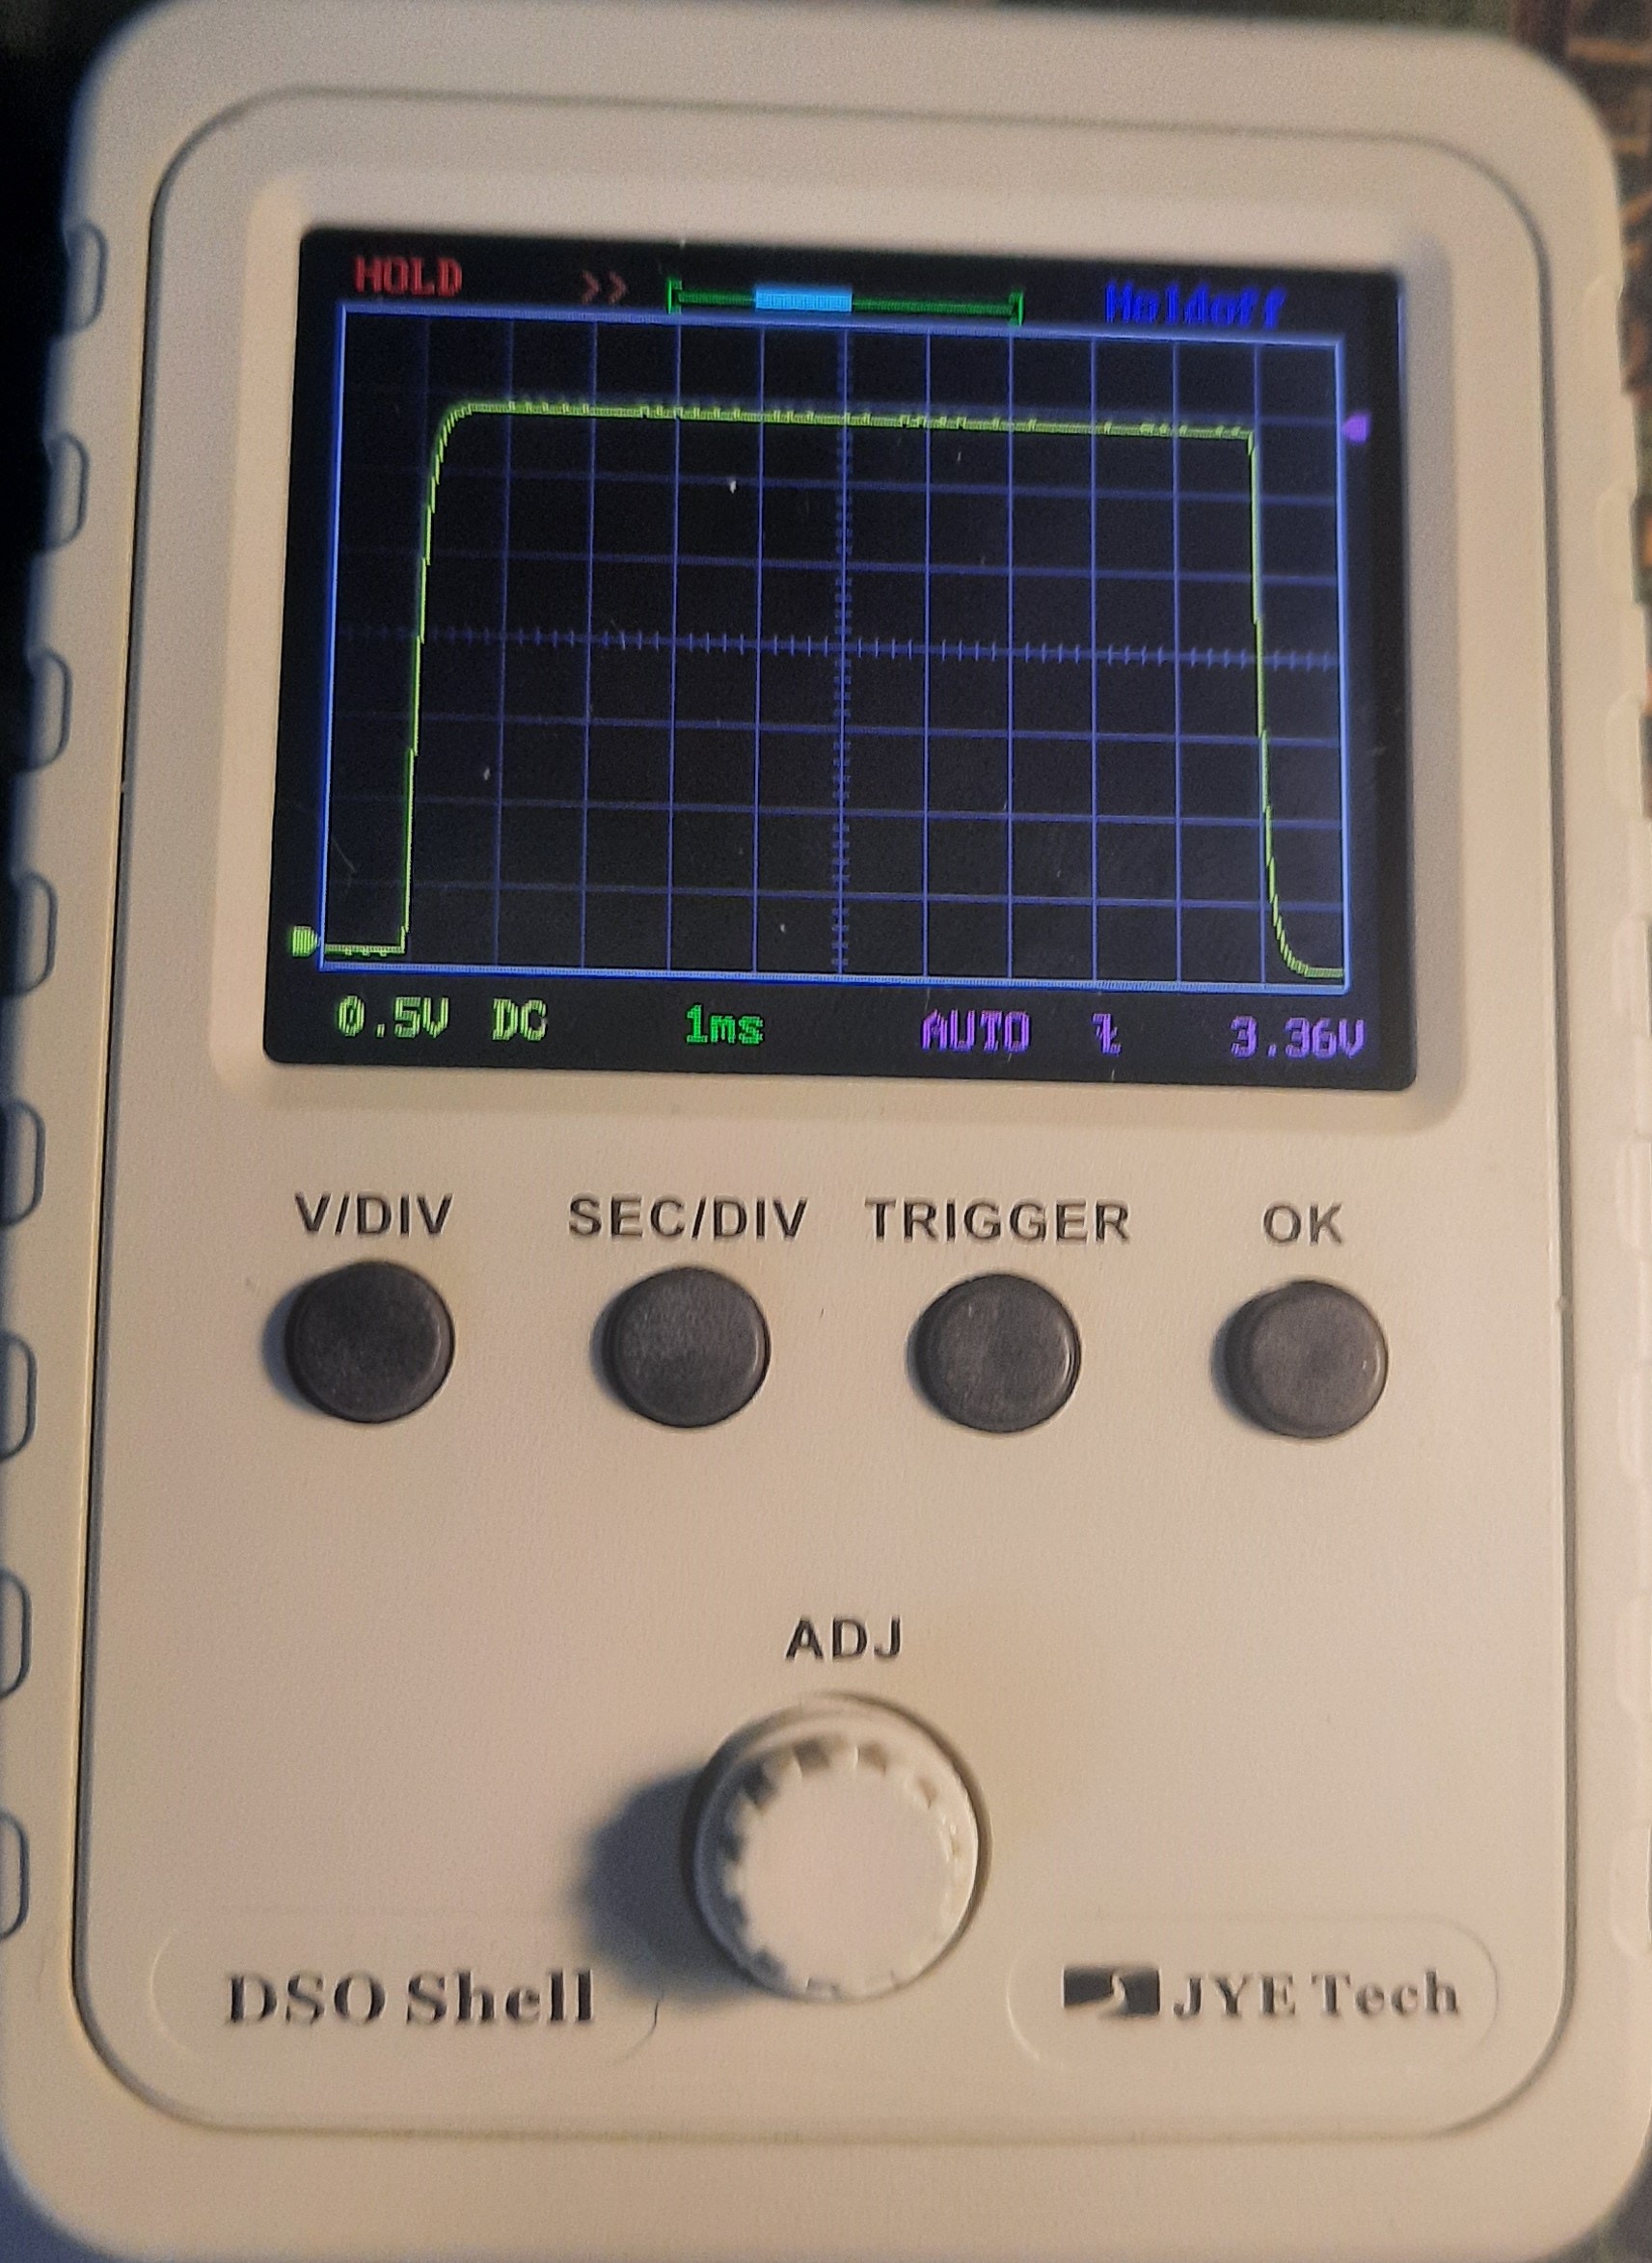 HOLD >> Holdoff
0.5V DC 1ms AUTO 3.36V
V/DIV SEC/DIV TRIGGER OK
ADJ
DSO Shell JYE Tech